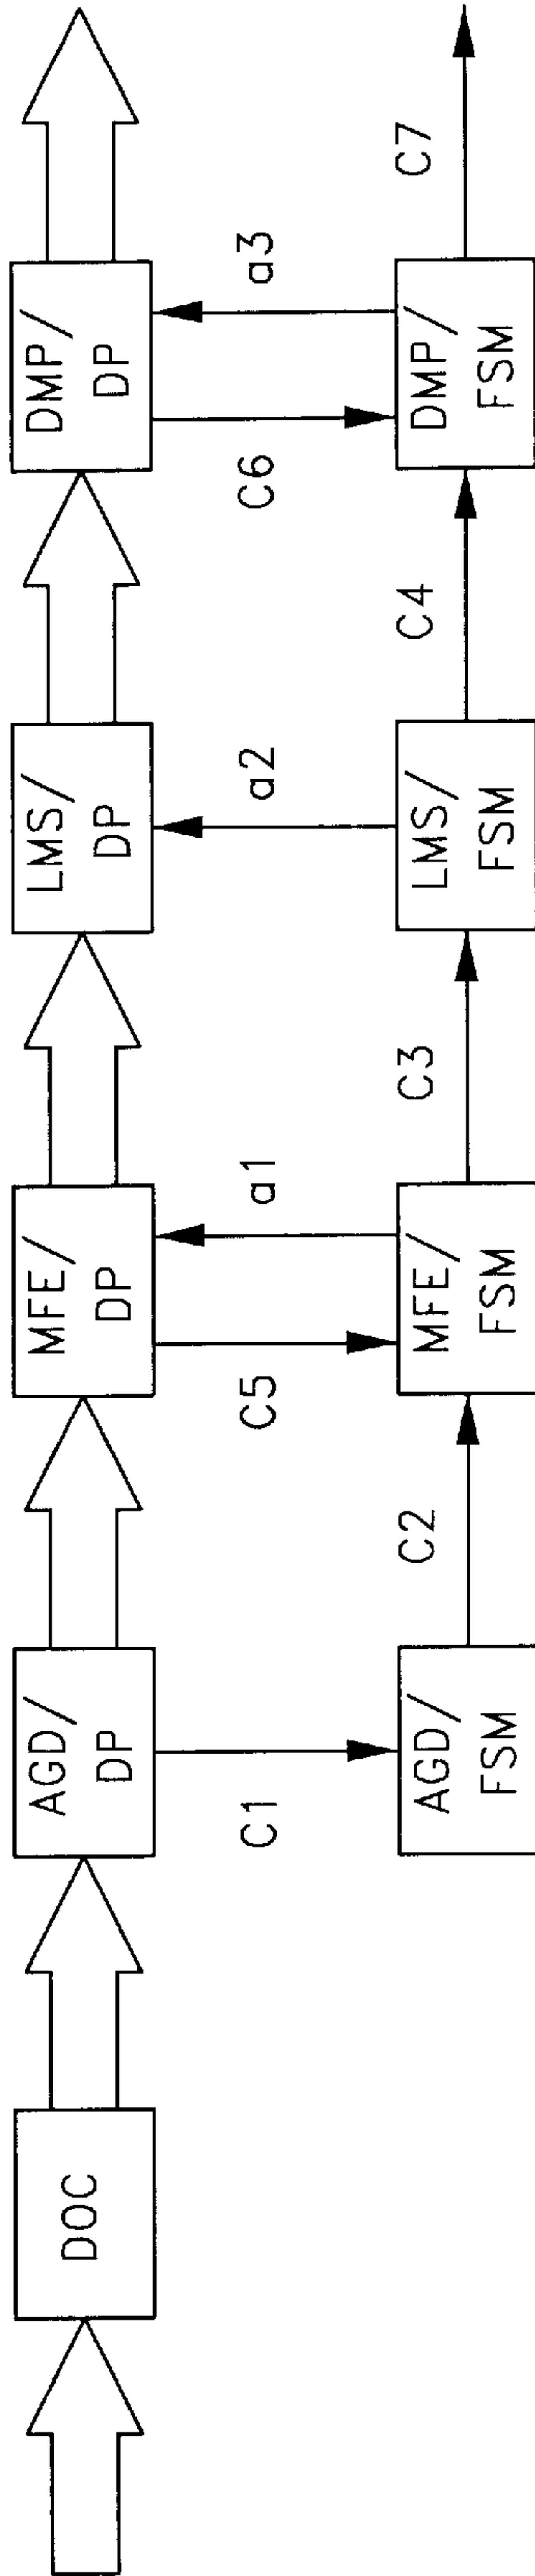 DOC
AGD/
DP
MFE/
DP
LMS/
DP
DMP/
DP
C1
C5
a1
a2
C6
a3
AGD/
FSM
C2
MFE/
FSM
C3
LMS/
FSM
C4
DMP/
FSM
C7